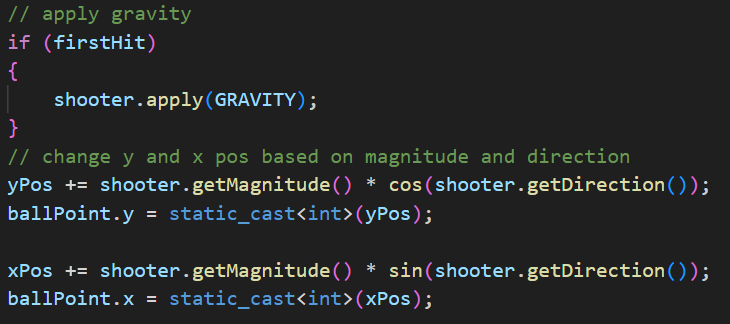 // apply gravity
if (firstHit)
{
    shooter.apply(GRAVITY);
}
// change y and x pos based on magnitude and direction
yPos += shooter.getMagnitude() * cos(shooter.getDirection());
ballPoint.y = static_cast<int>(yPos);

xPos += shooter.getMagnitude() * sin(shooter.getDirection());
ballPoint.x = static_cast<int>(xPos);